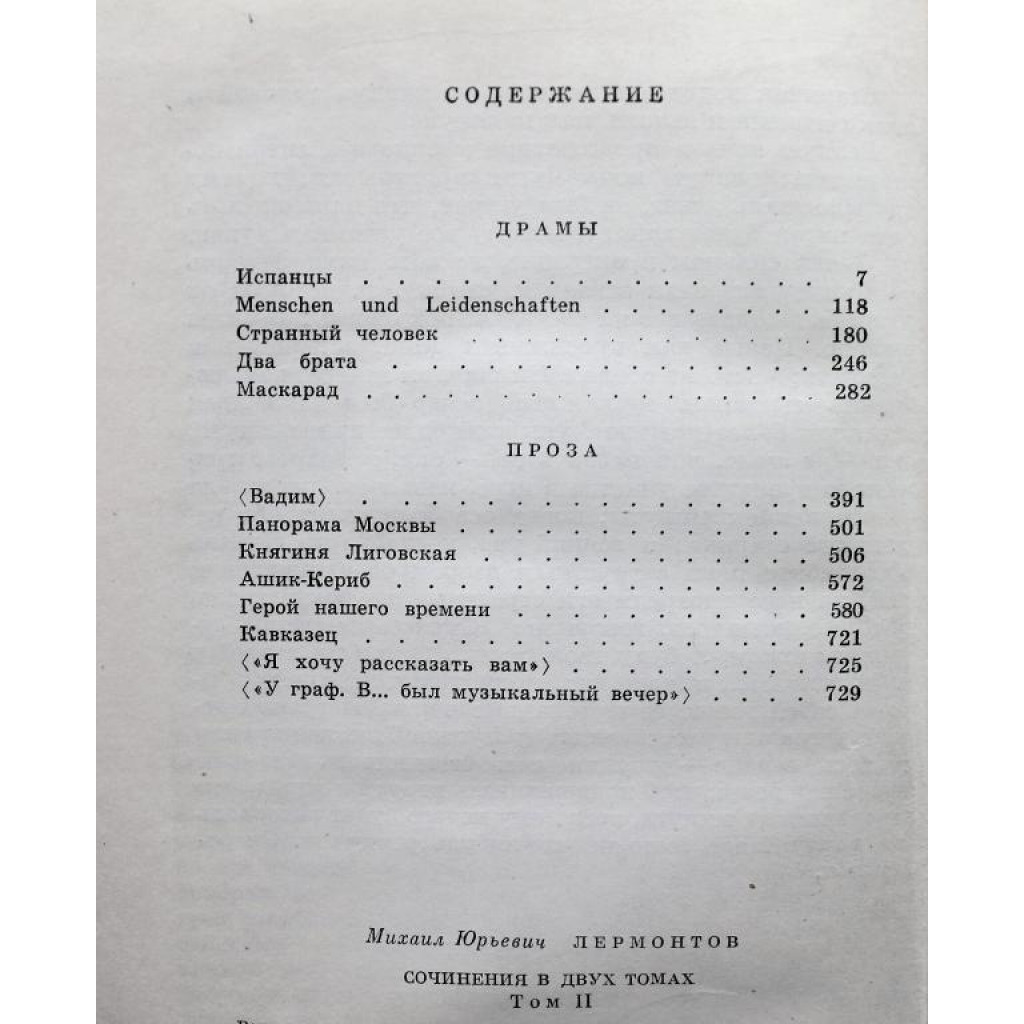 СОДЕРЖАНИЕ
ДРАМЫ
Испанцы . . . . . . . . . . . . . . . . 7
Menschen und Leidenschaften . . . . . . . . 118
Странный человек . . . . . . . . . . . . . 180
Два брата . . . . . . . . . . . . . . . 246
Маскарад . . . . . . . . . . . . . . . . . 282
ПРОЗА
⟨Вадим⟩ . . . . . . . . . . . . . . . . 391
Панорама Москвы . . . . . . . . . . . . . 501
Княгиня Лиговская . . . . . . . . . . . . 506
Ашик-Кериб . . . . . . . . . . . . . . . 572
Герой нашего времени . . . . . . . . . . . 580
Кавказец . . . . . . . . . . . . . . . . 721
⟨«Я хочу рассказать вам»⟩ . . . . . . . . . 725
⟨«У граф. В... был музыкальный вечер»⟩ . . . . 729
Михаил Юрьевич ЛЕРМОНТОВ
СОЧИНЕНИЯ В ДВУХ ТОМАХ
Том II